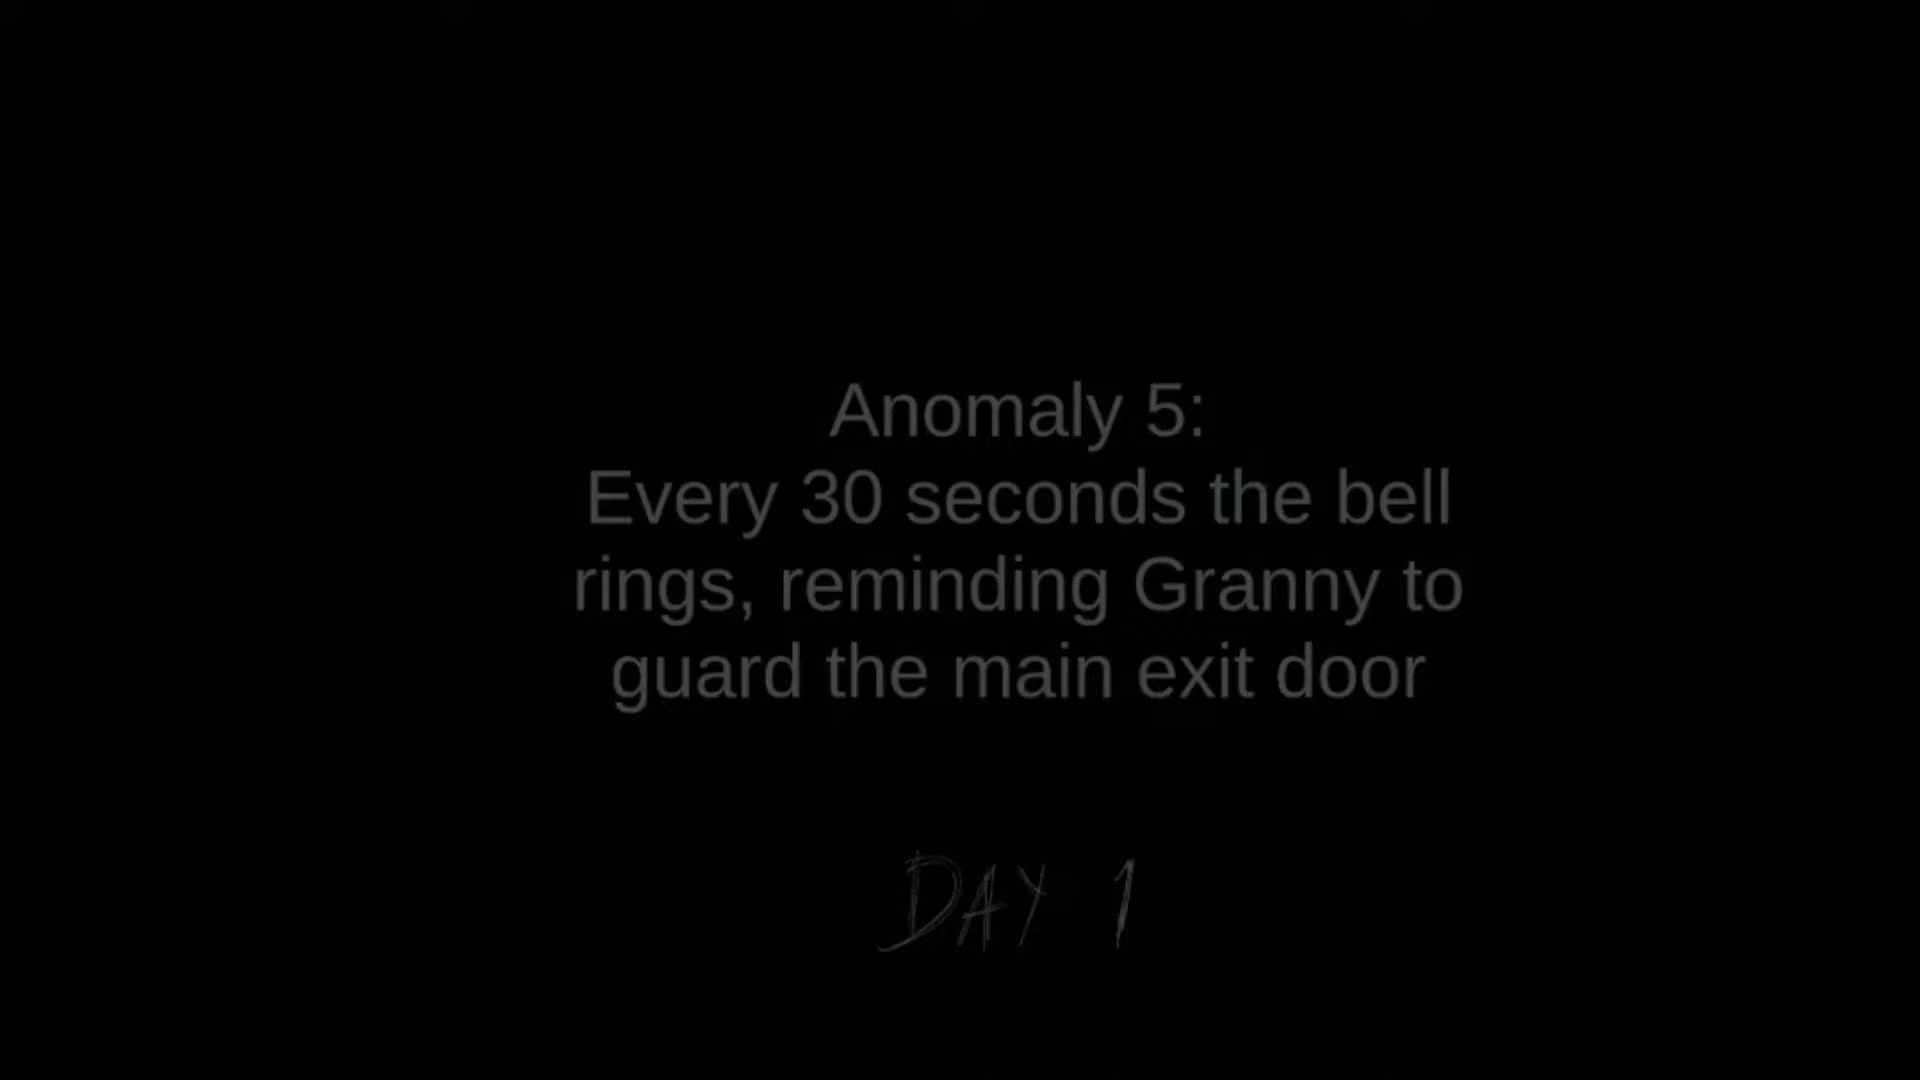 Anomaly 5:
Every 30 seconds the bell
rings, reminding Granny to
guard the main exit door
DAY 1